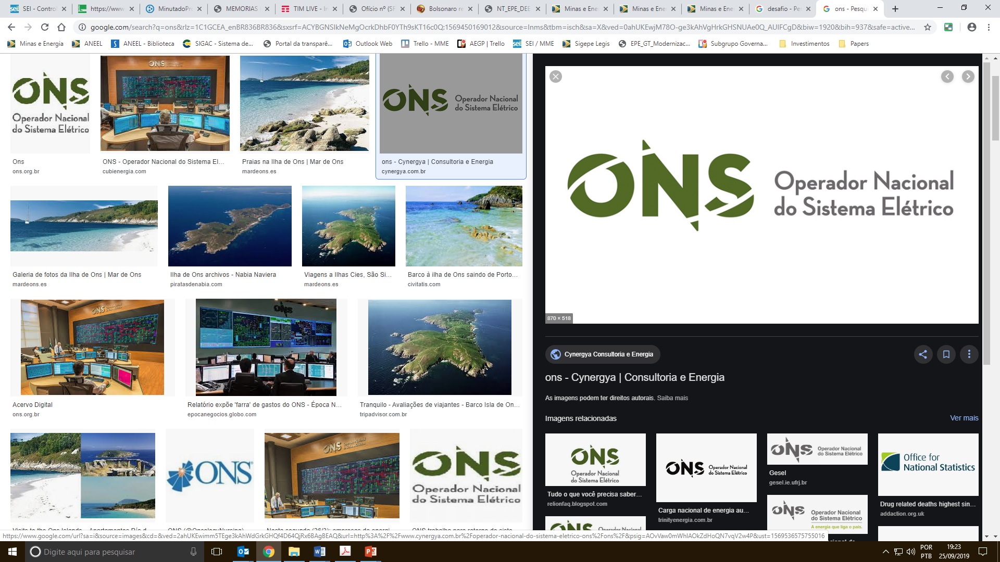 SEI - Control
https://www
MinutadoPro
MEMORIAS
TIM LIVE - In
Ofício nº (SF
Bolsonaro re
NT_EPE_DEE
Minas e Ener
Minas e Ener
Minas e Ener
desafio - Pes
ons - Pesqui
google.com/search?q=ons&rlz=1C1GCEA_enBR836BR836&sxsrf=ACYBGNSIkNeMgOcrkDhbF0YTh9sKT16c0Q:1569450169012&source=lnms&tbm=isch&sa=X&ved=0ahUKEwjM78O-ge3kAhVgHrkGHSNUAe0Q_AUIFCgD&biw=1920&bih=937&safe=active...
Minas e Energia
ANEEL
ANEEL - Biblioteca
SIGAC - Sistema de...
Portal da transparê...
Outlook Web
Trello - MME
AEGP | Trello
SEI / MME
Sigepe Legis
EPE_GT_Modernizac...
Subgrupo Governa...
Investimentos
Papers
ONS
Operador Nacional
do Sistema Elétrico
ONS
ONS
Operador Nacional
do Sistema Elétrico
Ons
ons.org.br
ONS - Operador Nacional do Sistema El...
cubienergia.com
Praias na Ilha de Ons | Mar de Ons
mardeons.es
ons - Cynergya | Consultoria e Energia
cynergya.com.br
Galeria de fotos da Ilha de Ons | Mar de Ons
mardeons.es
Ilha de Ons archivos - Nabia Naviera
piratasdenabia.com
Viagens a Ilhas Cies, São Si...
mardeons.es
Barco à ilha de Ons saindo de Porto...
civitatis.com
ONS
ONS
Acervo Digital
ons.org.br
Relatório expõe 'farra' de gastos do ONS - Época N...
epocanegocios.globo.com
Tranquilo - Avaliações de viajantes - Barco Isla de On...
tripadvisor.com.br
ONS
ONS
ONS
Operador Nacional
do Sistema Elétrico
ONS
Operador Nacional
do Sistema Elétrico
870 × 518
Cynergya Consultoria e Energia
ons - Cynergya | Consultoria e Energia
As imagens podem ter direitos autorais. Saiba mais
Imagens relacionadas
Ver mais
ONS
Operador Nacional
do Sistema Elétrico
Tudo o que você precisa saber...
relionfaq.blogspot.com
ONS
Operador Nacional
do Sistema Elétrico
Carga nacional de energia au...
trinityenergia.com.br
ONS
Operador Nacional
do Sistema Elétrico
Gesel
gesel.ie.ufrj.br
ONS
Operador Nacional
do Sistema Elétrico
A energia que liga o país.
Office for
National Statistics
Drug related deaths highest sin...
addaction.org.uk
https://www.google.com/url?sa=i&source=images&cd=&ved=2ahUKEwimm5TEge3kAhWdGrkGHQf4D64QjRx6BAgBEAQ&url=http%3A%2F%2Fwww.cynergya.com.br%2Foperador-nacional-do-sistema-eletrico-ons%2Fons%2F&psig=AOvVaw0mWhIAOkZdHoQN7vqV2w4P&ust=1569536575755016
Digite aqui para pesquisar
POR
PTB
19:23
25/09/2019